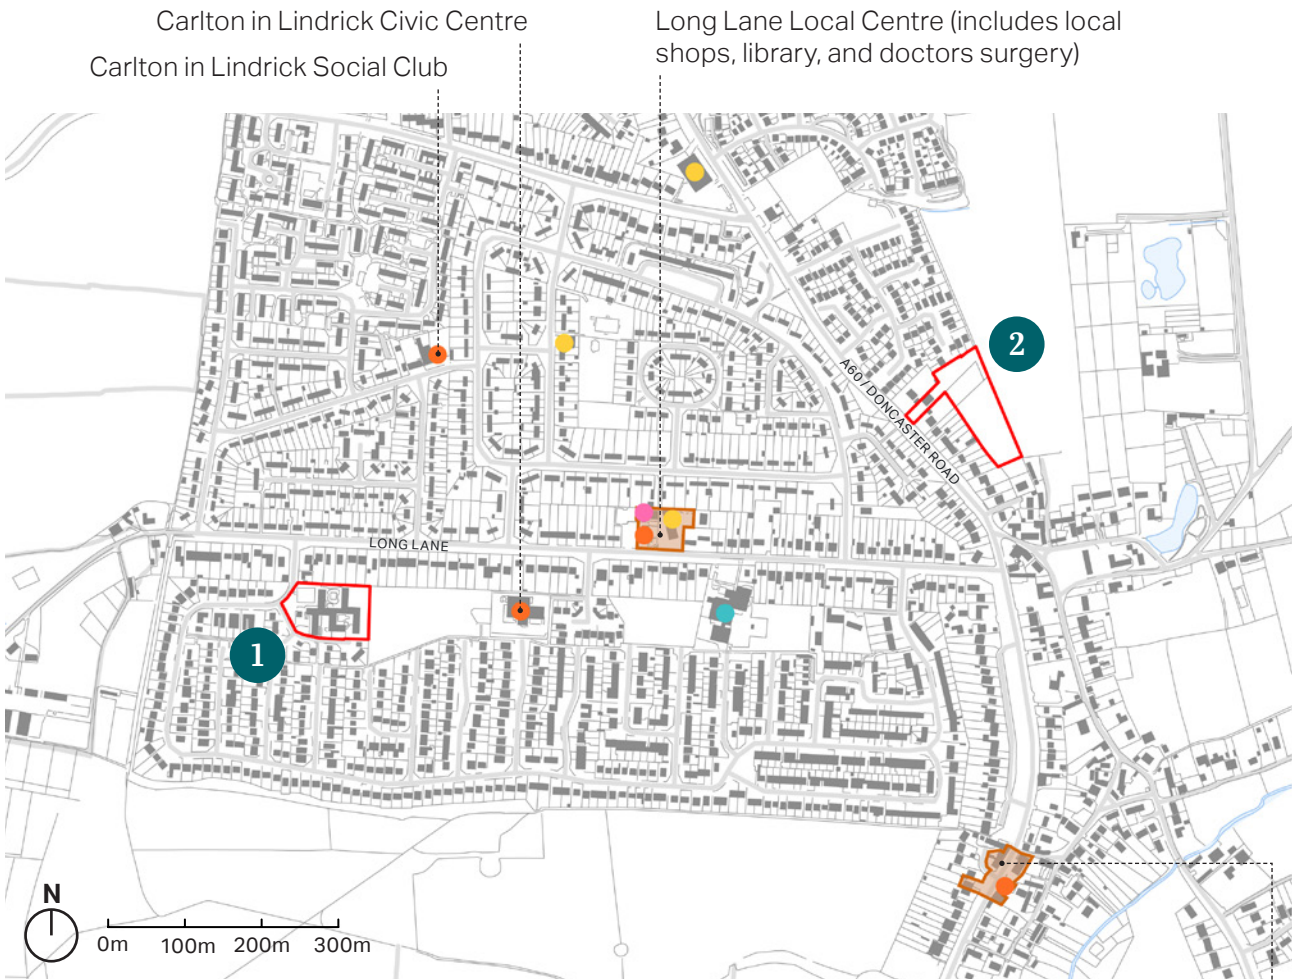 Carlton in Lindrick Civic Centre
Long Lane Local Centre (includes local
shops, library, and doctors surgery)
Carlton in Lindrick Social Club
2
A60 / DONCASTER ROAD
LONG LANE
1
N
0m 100m 200m 300m